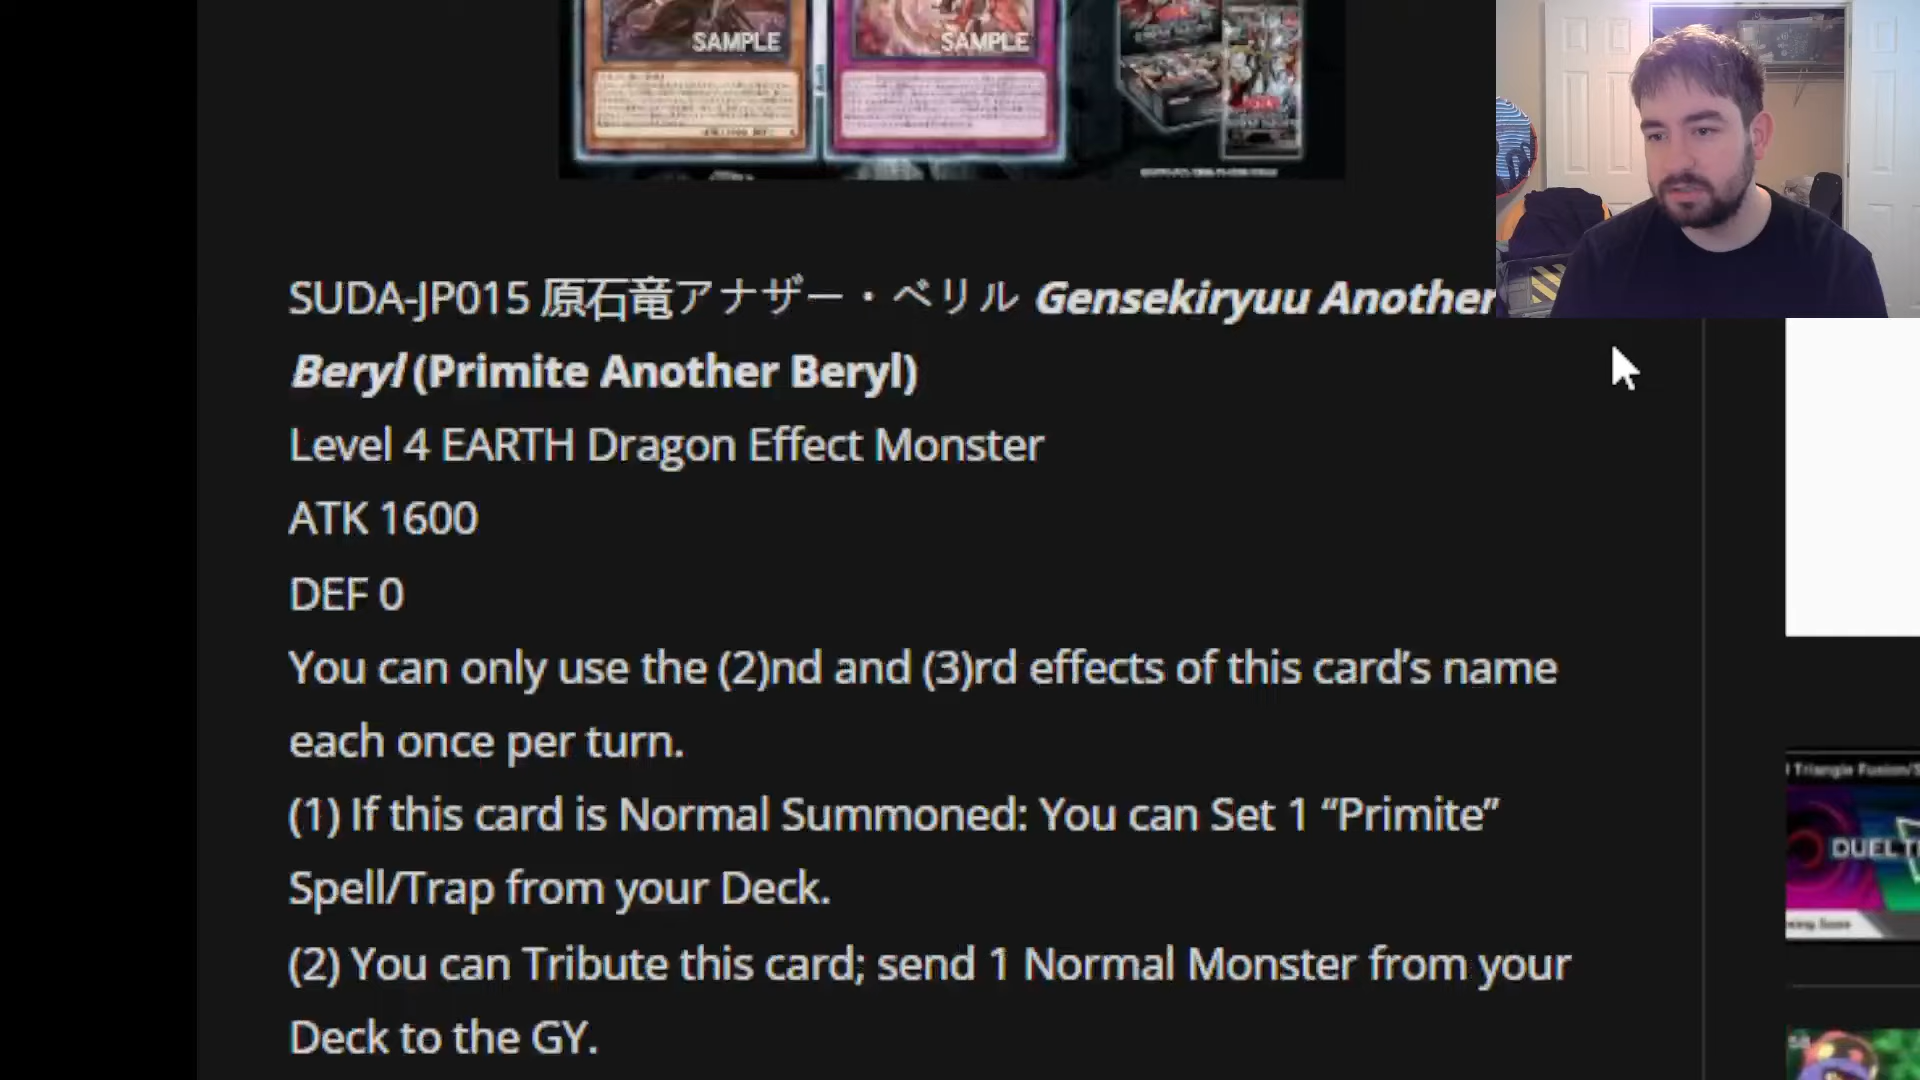 SAMPLE
SAMPLE
SUDA-JP015 原石竜アナザー・ベリル Gensekiryuu Another
Beryl (Primite Another Beryl)
Level 4 EARTH Dragon Effect Monster
ATK 1600
DEF 0
You can only use the (2)nd and (3)rd effects of this card’s name
each once per turn.
(1) If this card is Normal Summoned: You can Set 1 “Primite”
Spell/Trap from your Deck.
(2) You can Tribute this card; send 1 Normal Monster from your
Deck to the GY.
Triangle
DUEL